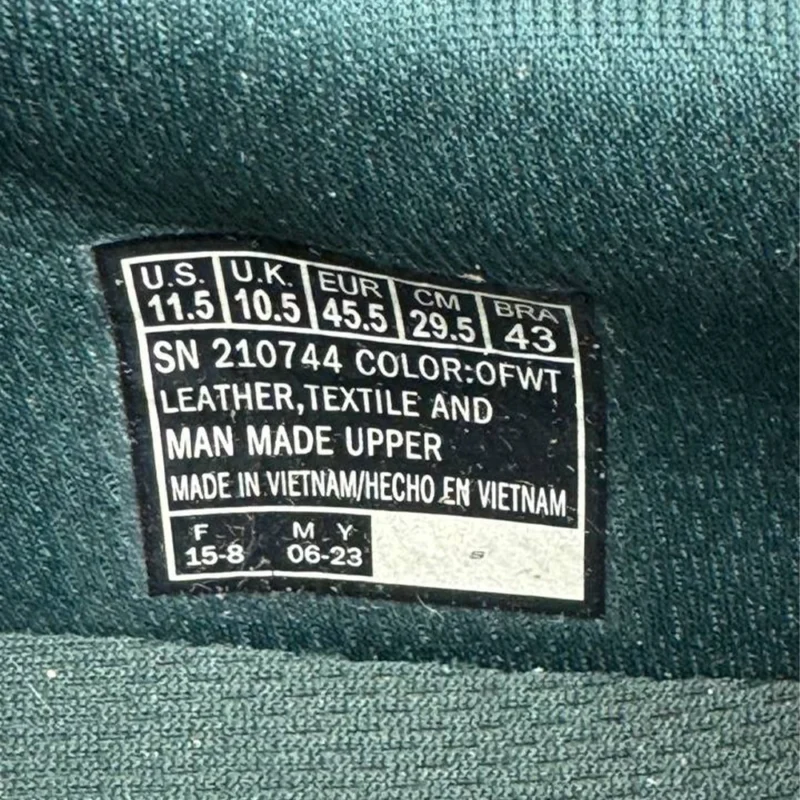 U.S. U.K. EUR CM BRA
11.5 10.5 45.5 29.5 43
SN 210744 COLOR:OFWT
LEATHER,TEXTILE AND
MAN MADE UPPER
MADE IN VIETNAM/HECHO EN VIETNAM
F M Y
15-8 06-23
S